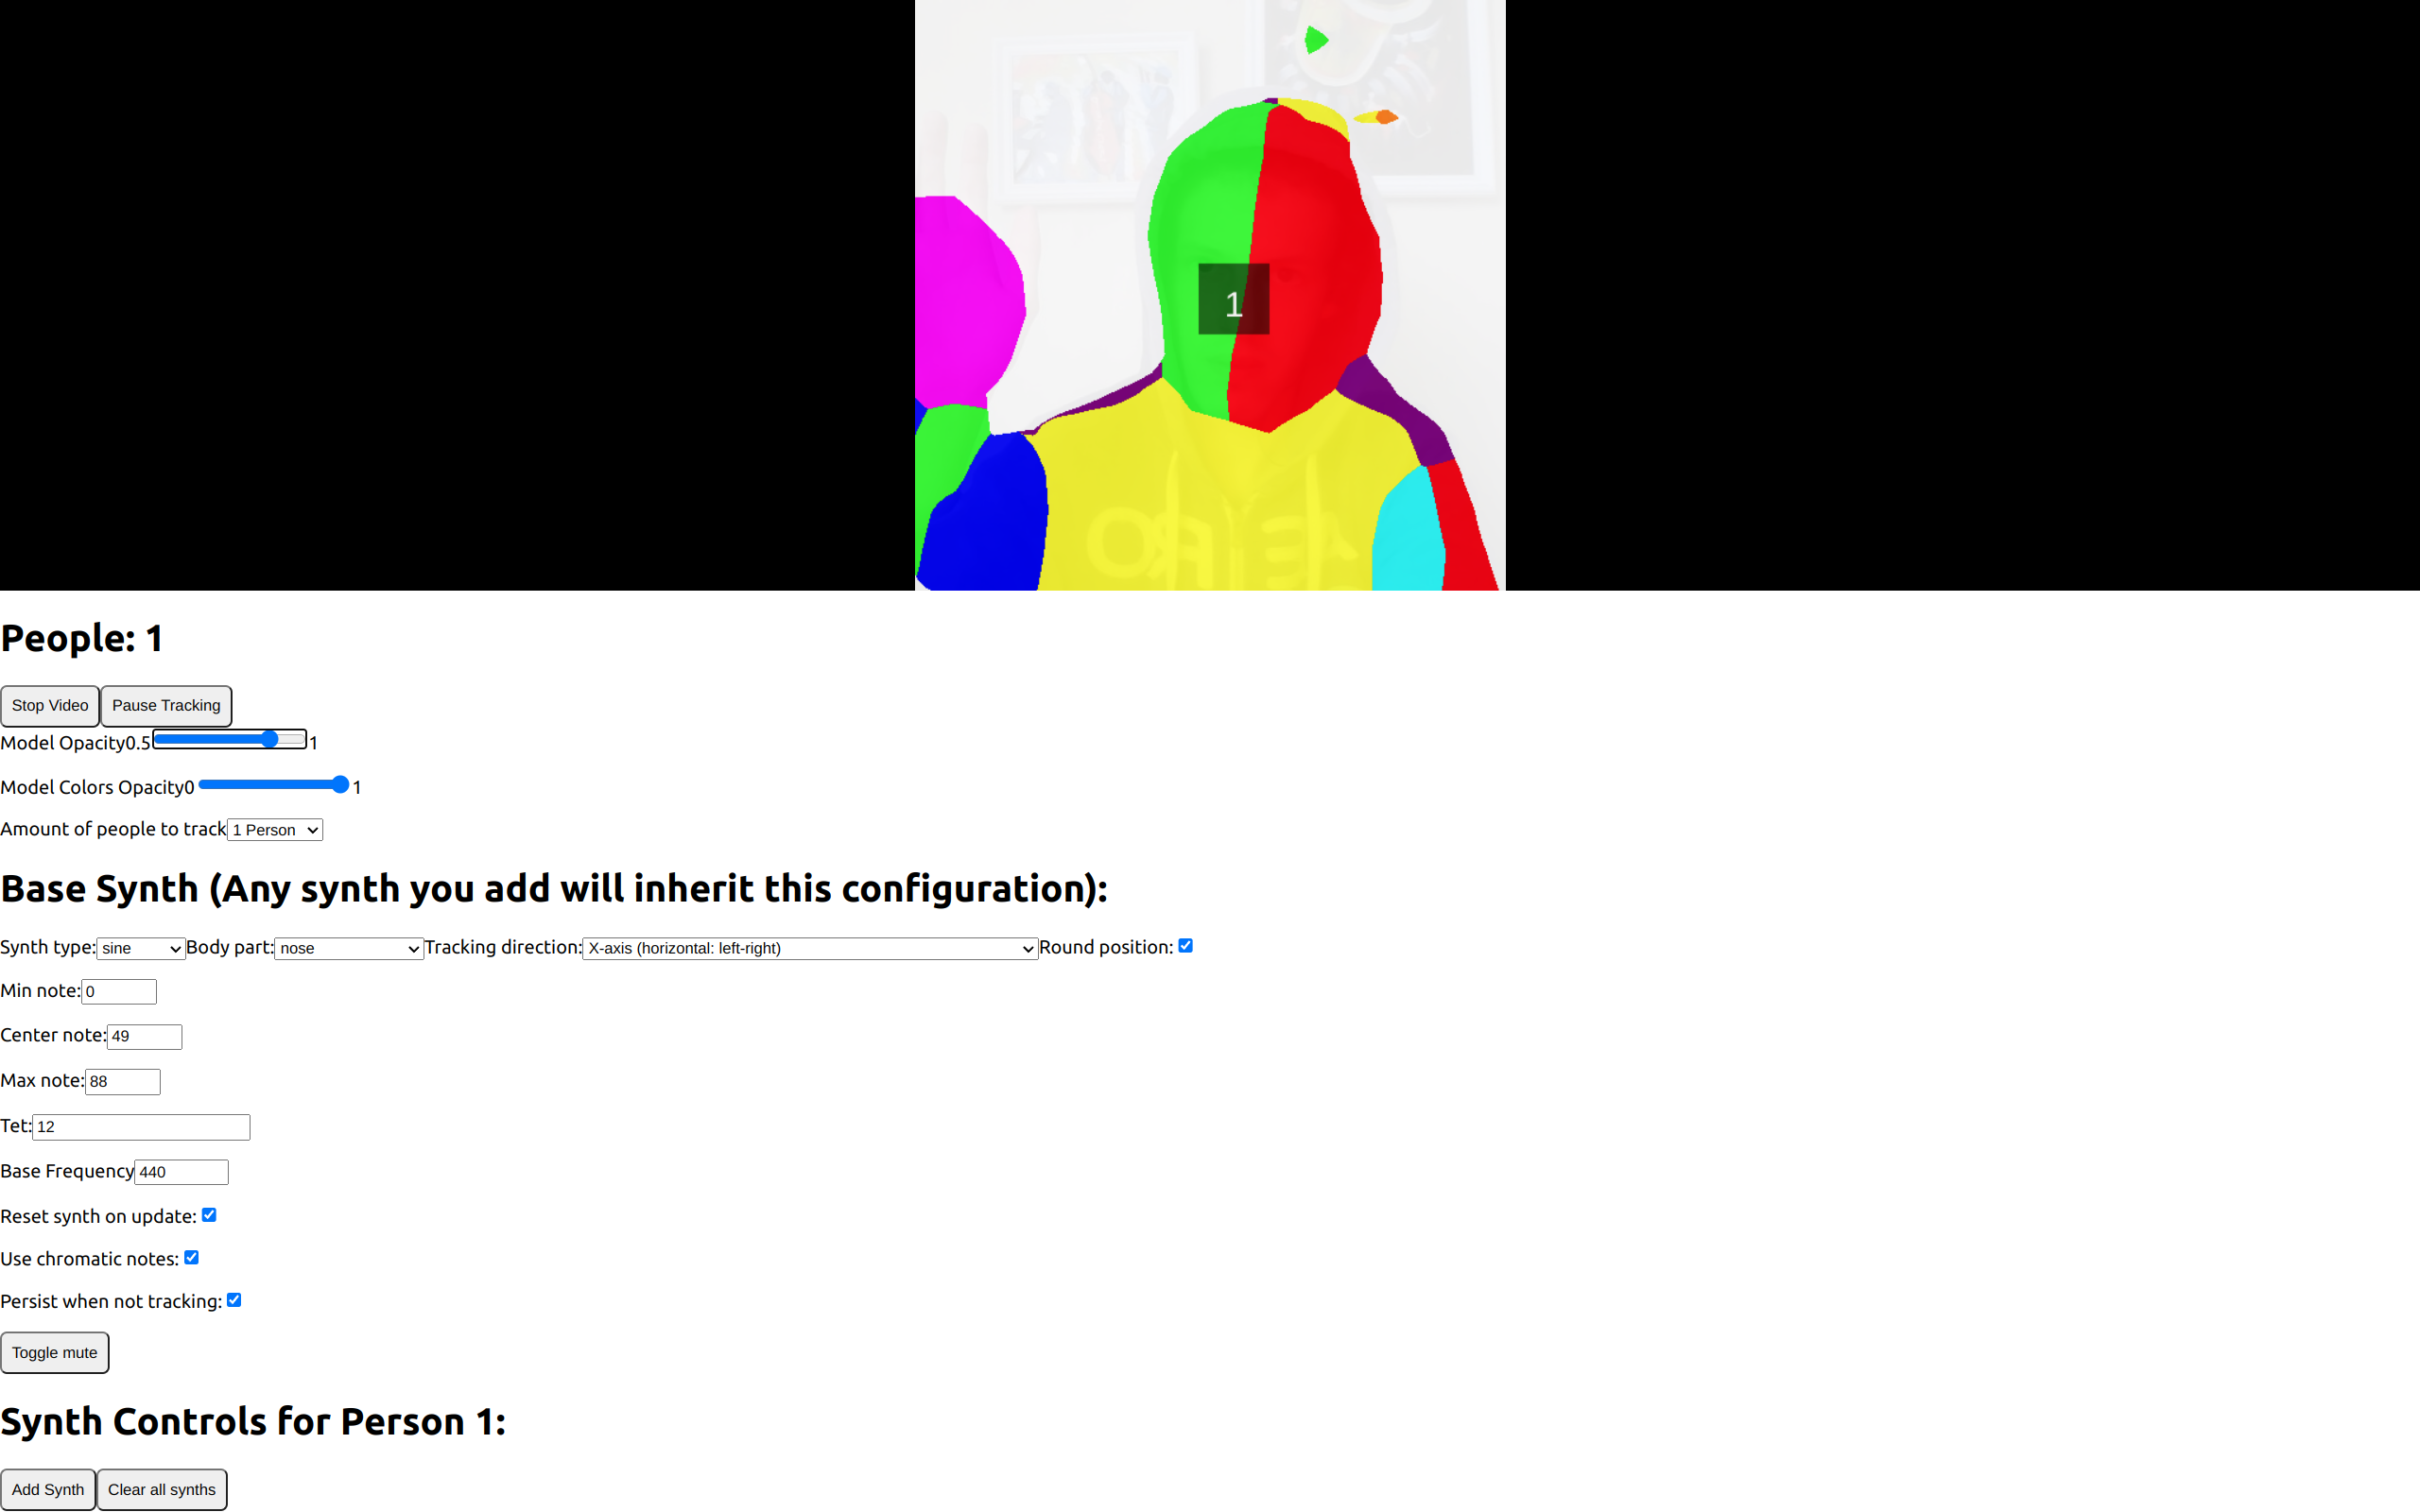 1
People: 1
Stop Video Pause Tracking
Model Opacity0.5 1
Model Colors Opacity0 1
Amount of people to track 1 Person
Base Synth (Any synth you add will inherit this configuration):
Synth type: sine Body part: nose Tracking direction: X-axis (horizontal: left-right) Round position:
Min note: 0
Center note: 49
Max note: 88
Tet: 12
Base Frequency 440
Reset synth on update:
Use chromatic notes:
Persist when not tracking:
Toggle mute
Synth Controls for Person 1:
Add Synth Clear all synths